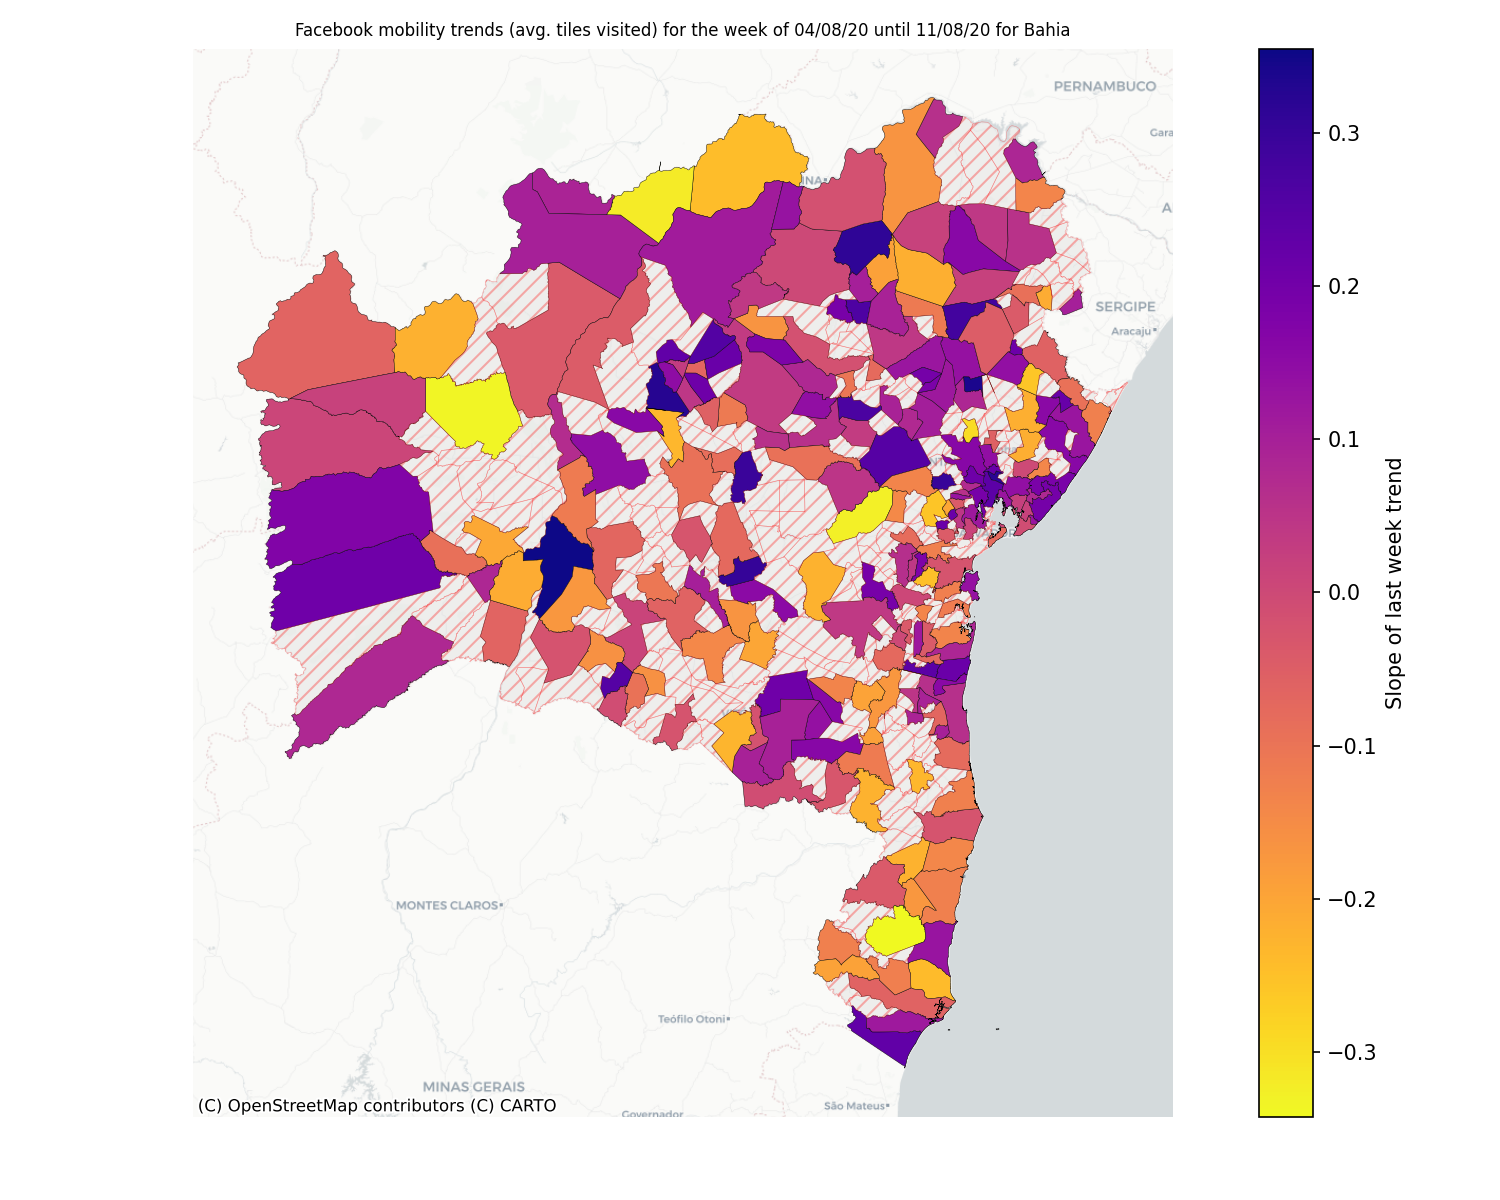 Facebook mobility trends (avg. tiles visited) for the week of 04/08/20 until 11/08/20 for Bahia
PERNAMBUCO
Gara
INA
A
SERGIPE
Aracaju
MONTES CLAROS
Teófilo Otoni
MINAS GERAIS
São Mateus
Governador
(C) OpenStreetMap contributors (C) CARTO
0.3
0.2
0.1
0.0
−0.1
−0.2
−0.3
Slope of last week trend